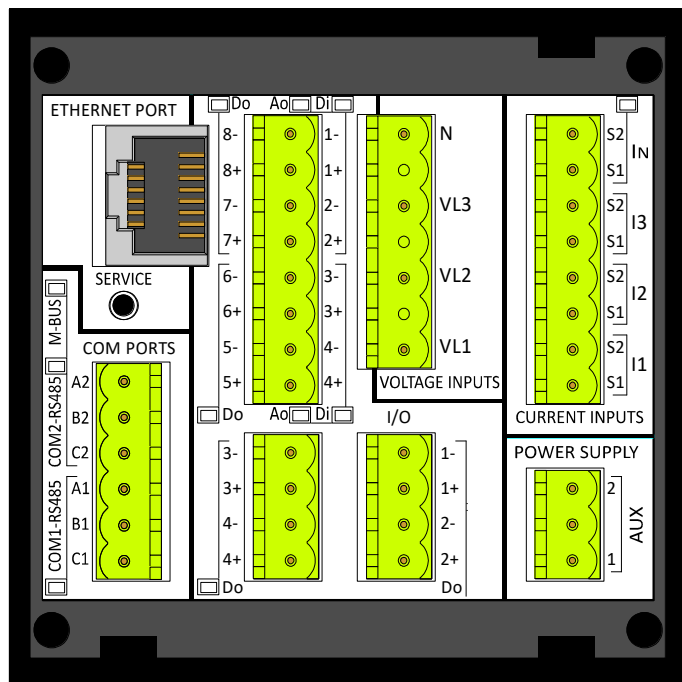 ETHERNET PORT
SERVICE
M-BUS
COM PORTS
COM2-RS485
A2
B2
C2
COM1-RS485
A1
B1
C1
Do Ao Di
8- 1-
8+ 1+
7- 2-
7+ 2+
6- 3-
6+ 3+
5- 4-
5+ 4+
Do Ao Di
N
VL3
VL2
VL1
VOLTAGE INPUTS
I/O
3- 1-
3+ 1+
4- 2-
4+ 2+
Do Do
S2
S1
IN
S2
S1
I3
S2
S1
I2
S2
S1
I1
CURRENT INPUTS
POWER SUPPLY
2
1
AUX